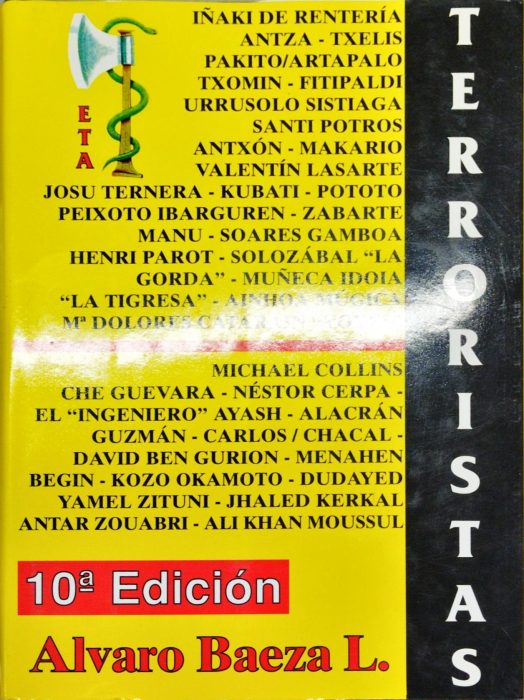 IÑAKI DE RENTERÍA
ANTZA - TXELIS
PAKITO/ARTAPALO
TXOMIN - FITIPALDI
URRUSOLO SISTIAGA
SANTI POTROS
ANTXÓN - MAKARIO
VALENTÍN LASARTE
JOSU TERNERA - KUBATI - POTOTO
PEIXOTO IBARGUREN - ZABARTE
MANU - SOARES GAMBOA
HENRI PAROT - SOLOZÁBAL “LA
GORDA” - MUÑECA IDOIA
“LA TIGRESA” - AINHOA MÚGICA
Mª DOLORES
ETA
MICHAEL COLLINS
CHE GUEVARA - NÉSTOR CERPA -
EL “INGENIERO” AYASH - ALACRÁN
GUZMÁN - CARLOS / CHACAL -
DAVID BEN GURION - MENAHEN
BEGIN - KOZO OKAMOTO - DUDAYED
YAMEL ZITUNI - JHALED KERKAL
ANTAR ZOUABRI - ALI KHAN MOUSSUL
10ª Edición
Alvaro Baeza L.
TERRORISTAS